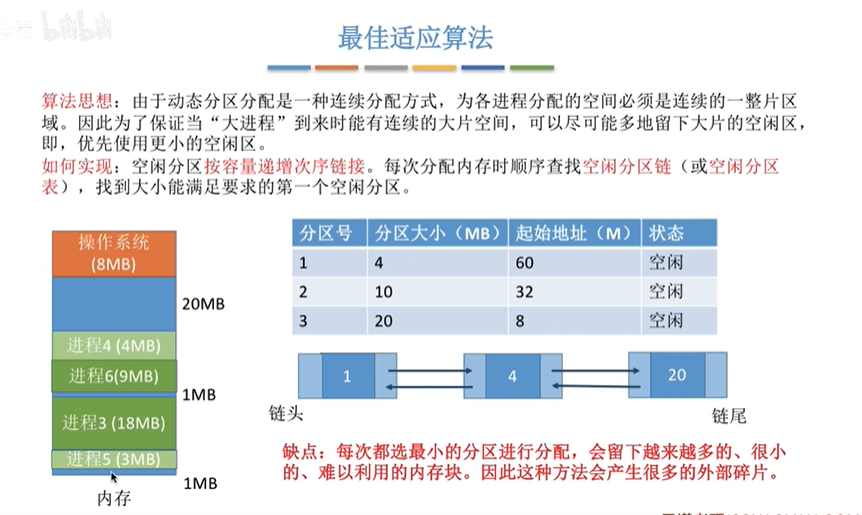 bilibili
最佳适应算法
算法思想：由于动态分区分配是一种连续分配方式，为各进程分配的空间必须是连续的一整片区
域。因此为了保证当“大进程”到来时能有连续的大片空间，可以尽可能多地留下大片的空闲区，
即，优先使用更小的空闲区。
如何实现：空闲分区按容量递增次序链接。每次分配内存时顺序查找空闲分区链（或空闲分区
表），找到大小能满足要求的第一个空闲分区。
操作系统
(8MB)
20MB
进程4 (4MB)
进程6(9MB)
1MB
进程3 (18MB)
进程5 (3MB)
1MB
内存
分区号 分区大小（MB） 起始地址（M） 状态
1 4 60 空闲
2 10 32 空闲
3 20 8 空闲
1 4 20
链头 链尾
缺点：每次都选最小的分区进行分配，会留下越来越多的、很小
的、难以利用的内存块。因此这种方法会产生很多的外部碎片。